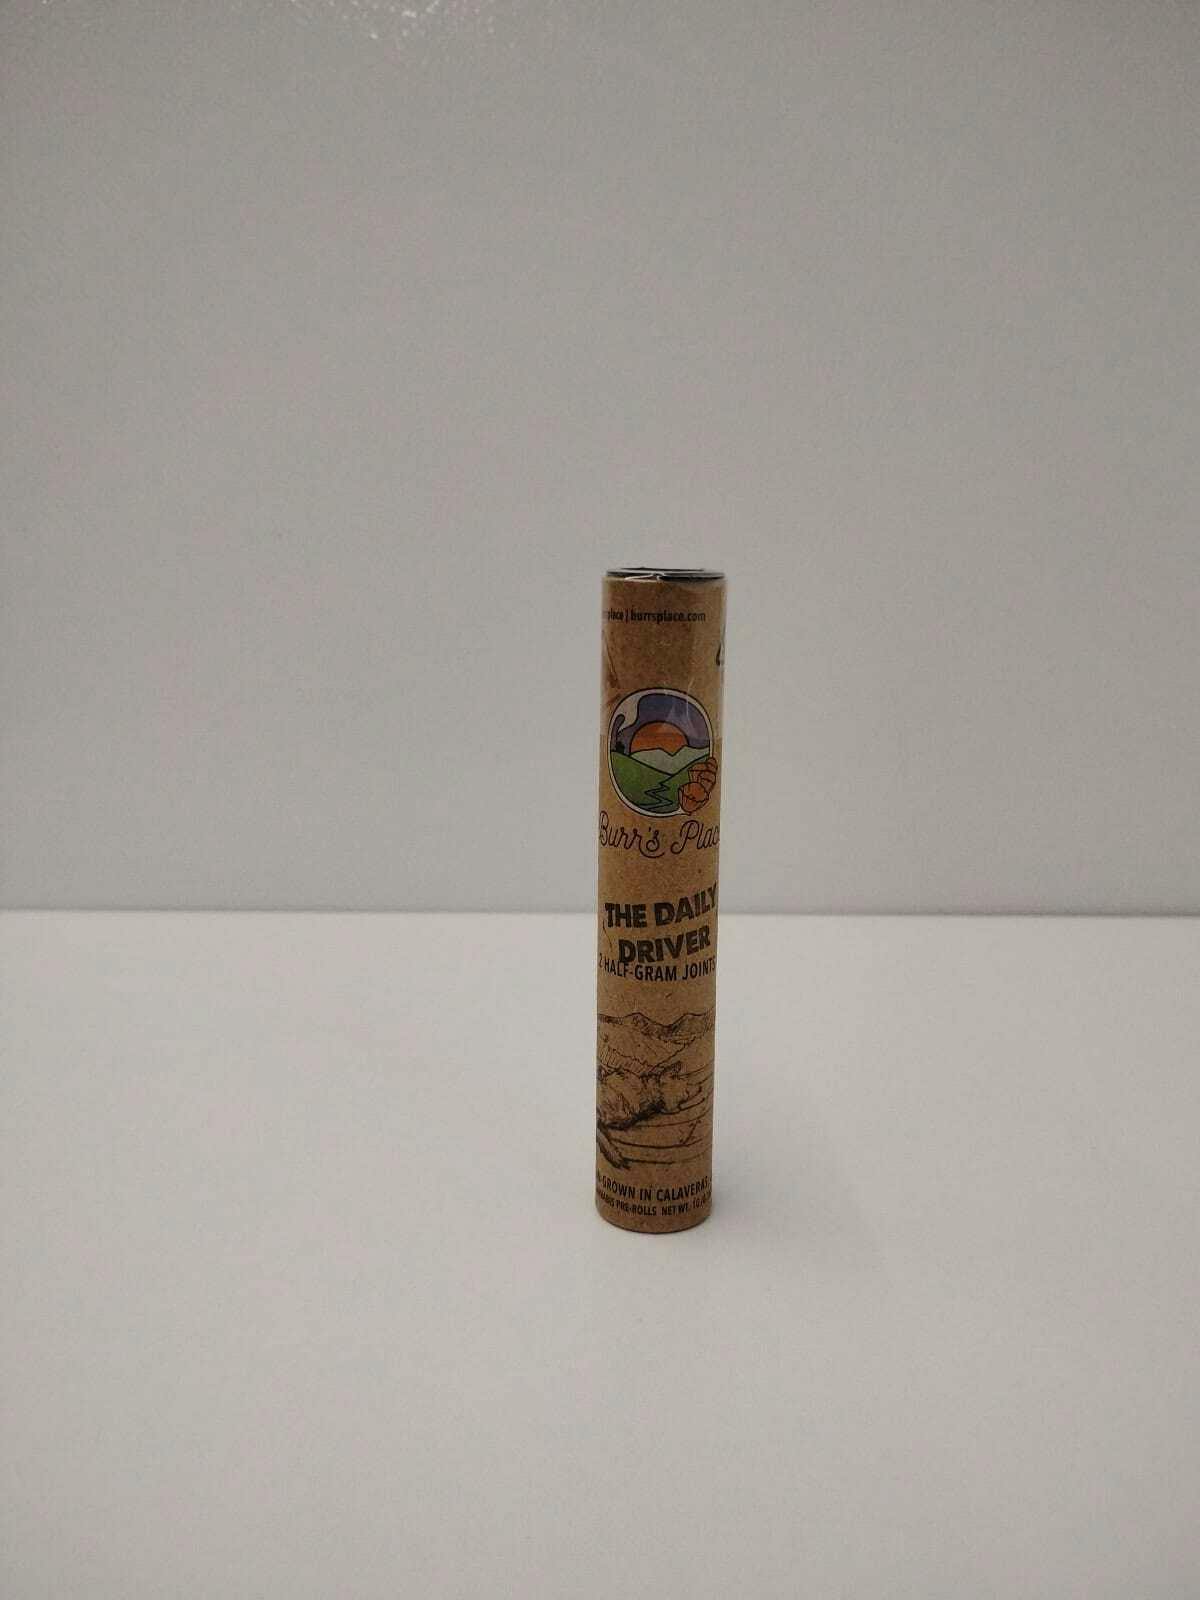 place | burrsplace.com
Burr's Plac
THE DAILY
DRIVER
2 HALF-GRAM JOINTS
GROWN IN CALAVERAS
PRE-ROLLS NET WT. 1G